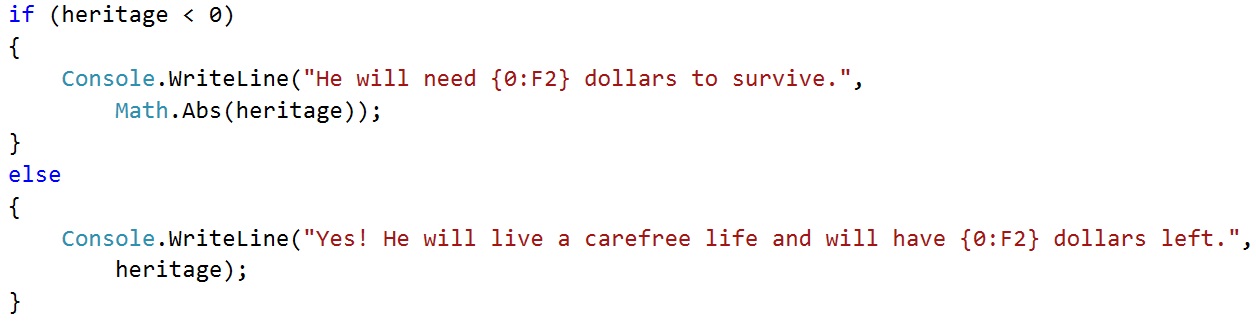 if (heritage < 0)
{
    Console.WriteLine("He will need {0:F2} dollars to survive.",
        Math.Abs(heritage));
}
else
{
    Console.WriteLine("Yes! He will live a carefree life and will have {0:F2} dollars left.",
        heritage);
}